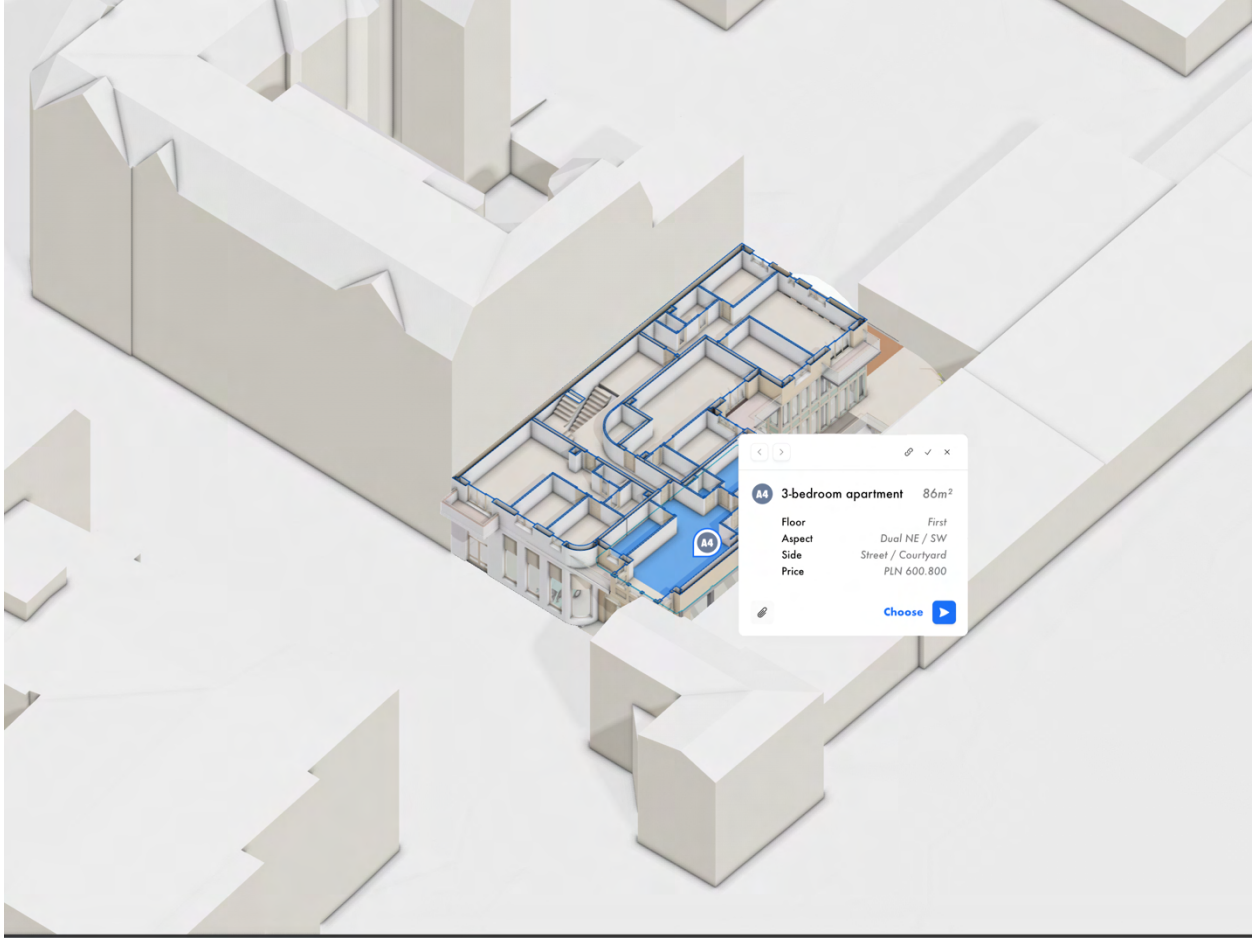 A4 3-bedroom apartment 86m²
Floor First
Aspect Dual NE / SW
Side Street / Courtyard
Price PLN 600.800
Choose
A4